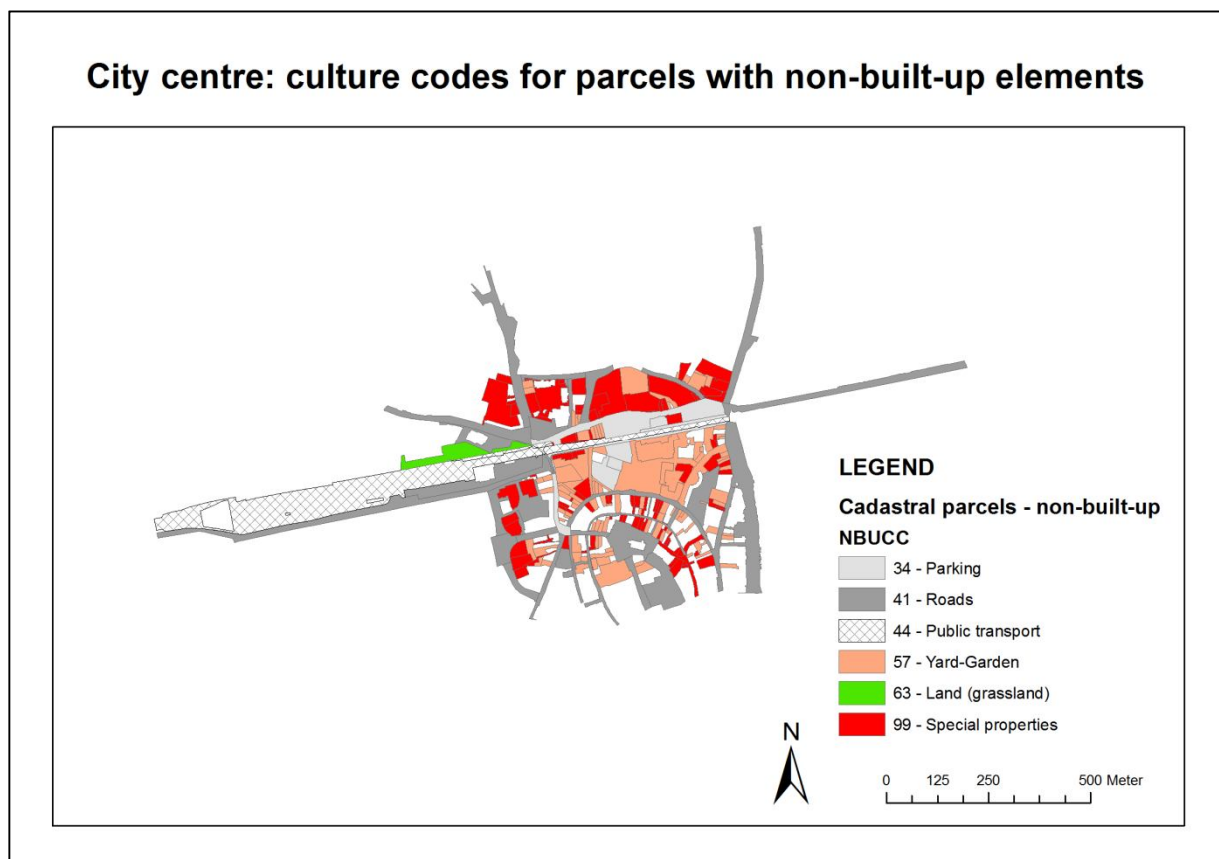 City centre: culture codes for parcels with non-built-up elements
LEGEND
Cadastral parcels - non-built-up
NBUCC
34 - Parking
41 - Roads
44 - Public transport
57 - Yard-Garden
63 - Land (grassland)
99 - Special properties
N
0 125 250 500 Meter